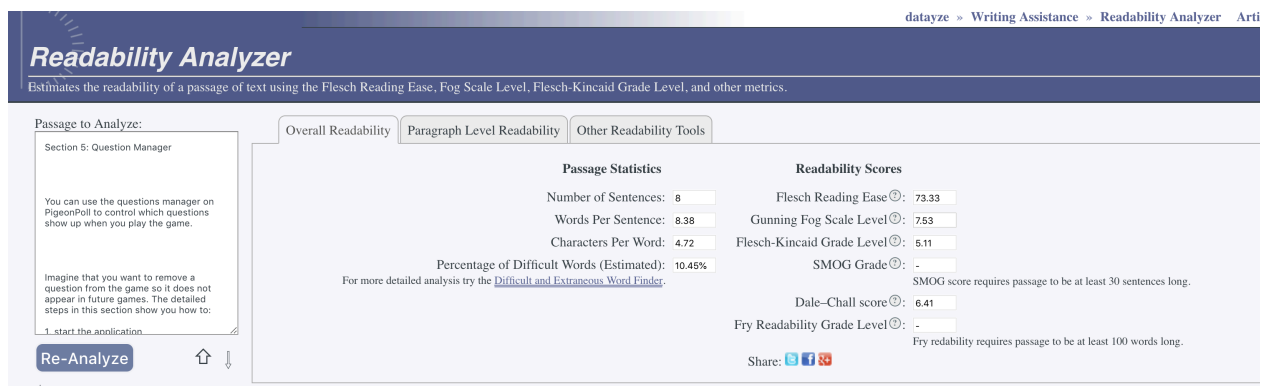 datayze » Writing Assistance » Readability Analyzer Arti
Readability Analyzer
Estimates the readability of a passage of text using the Flesch Reading Ease, Fog Scale Level, Flesch-Kincaid Grade Level, and other metrics.
Passage to Analyze:
Section 5: Question Manager
You can use the questions manager on
PigeonPoll to control which questions
show up when you play the game.
Imagine that you want to remove a
question from the game so it does not
appear in future games. The detailed
steps in this section show you how to:
1. start the application
Re-Analyze
Overall Readability Paragraph Level Readability Other Readability Tools
Passage Statistics
Number of Sentences: 8
Words Per Sentence: 8.38
Characters Per Word: 4.72
Percentage of Difficult Words (Estimated): 10.45%
For more detailed analysis try the Difficult and Extraneous Word Finder.
Readability Scores
Flesch Reading Ease?: 73.33
Gunning Fog Scale Level?: 7.53
Flesch-Kincaid Grade Level?: 5.11
SMOG Grade?: -
SMOG score requires passage to be at least 30 sentences long.
Dale–Chall score?: 6.41
Fry Readability Grade Level?: -
Fry redability requires passage to be at least 100 words long.
Share: